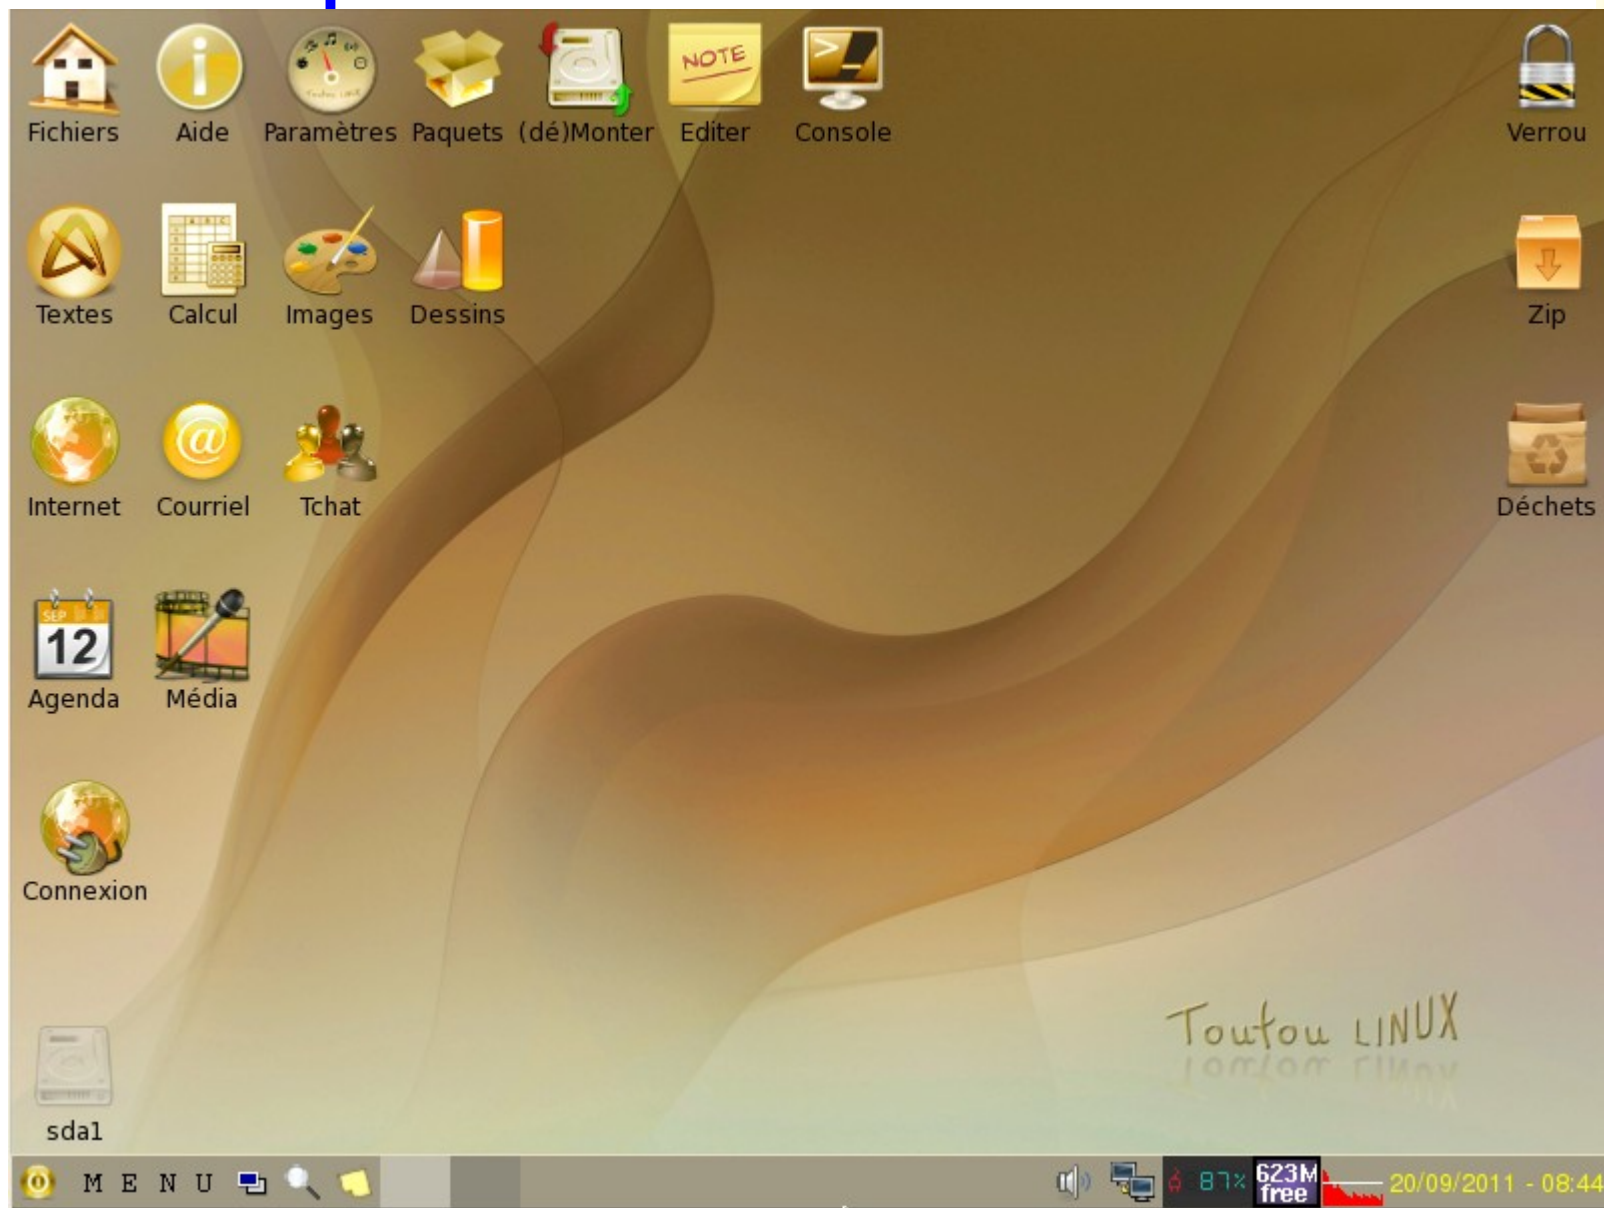 NOTE
Fichiers Aide Paramètres Paquets (dé)Monter Editer Console Verrou
Textes Calcul Images Dessins Zip
Internet Courriel Tchat Déchets
SEP
12
Agenda Média
Connexion
Toutou LINUX
sda1
MENU 87% 623M free 20/09/2011 - 08:44